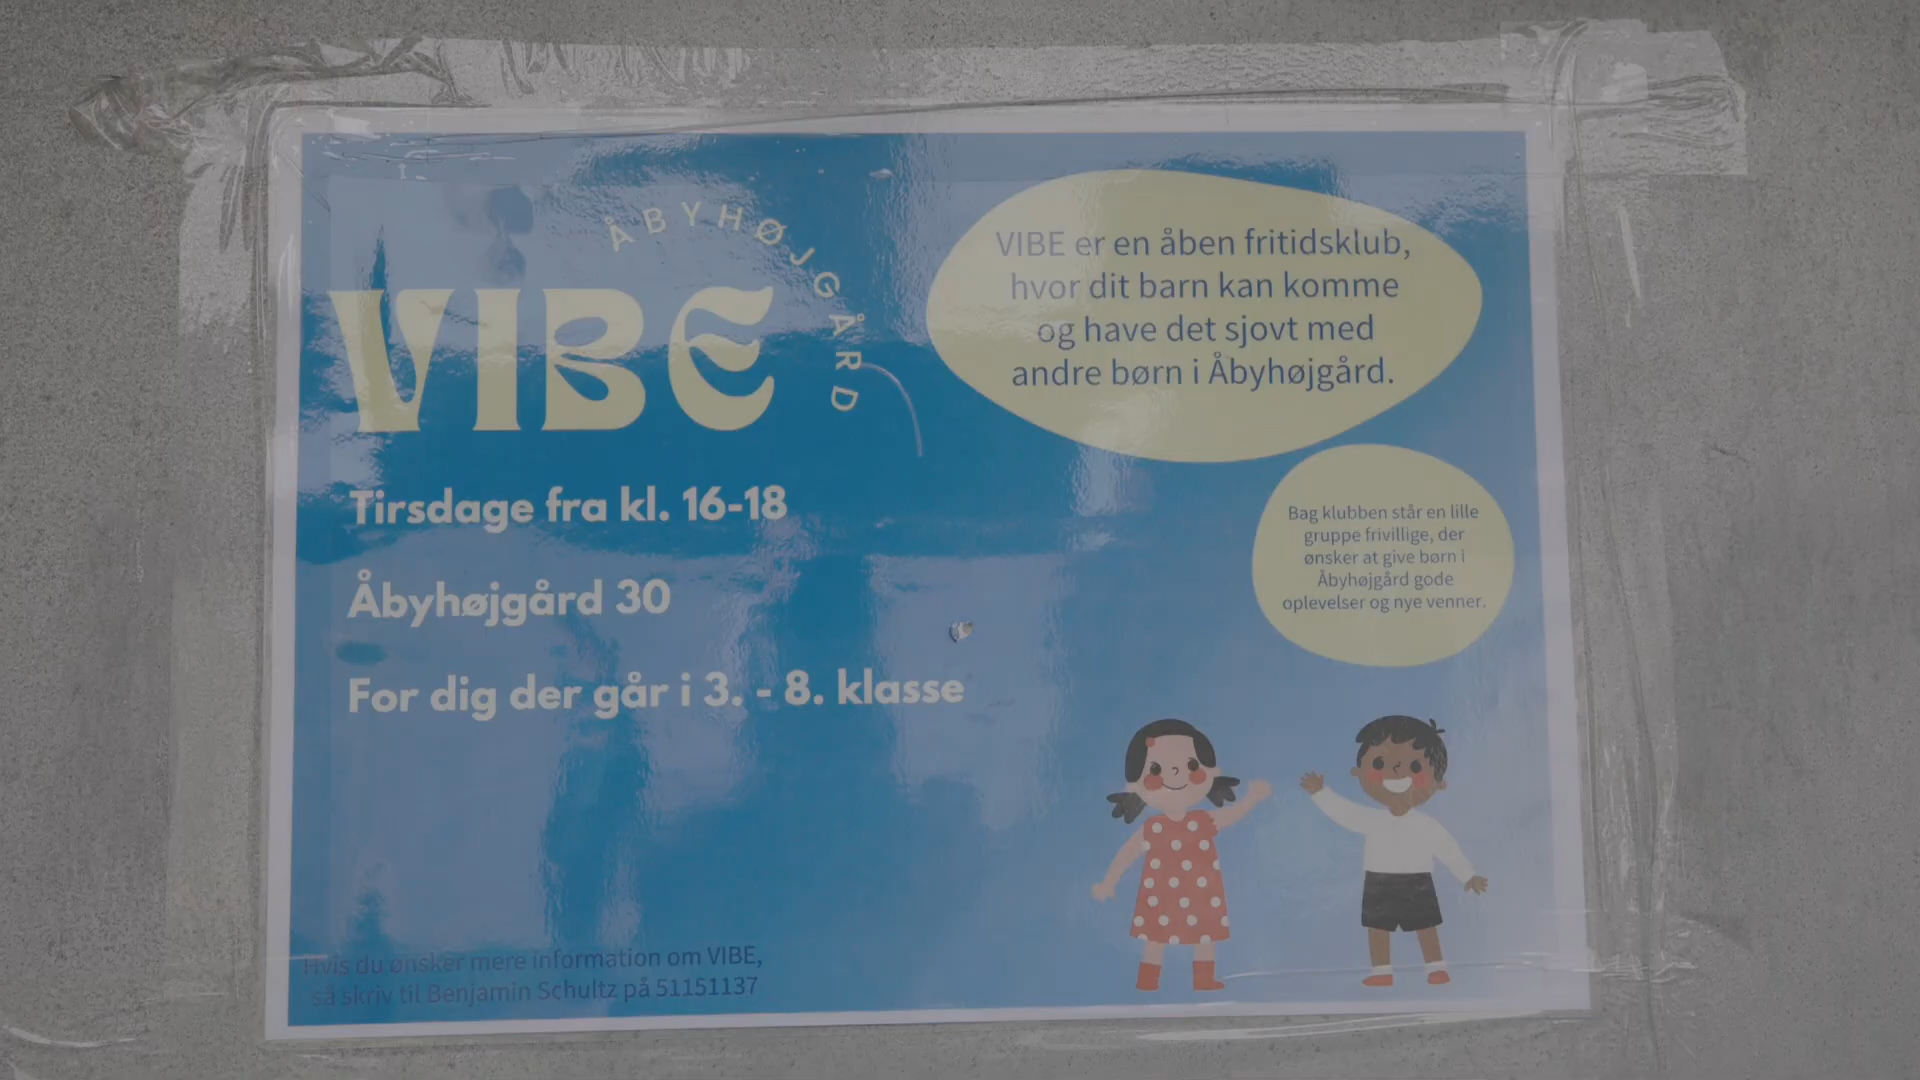 ÅBYHØJGÅRD
VIBE
Tirsdage fra kl. 16-18
Åbyhøjgård 30
For dig der går i 3. - 8. klasse
VIBE er en åben fritidsklub,
hvor dit barn kan komme
og have det sjovt med
andre børn i Åbyhøjgård.
Bag klubben står en lille
gruppe frivillige, der
ønsker at give børn i
Åbyhøjgård gode
oplevelser og nye venner.
Hvis du ønsker mere information om VIBE,
så skriv til Benjamin Schultz på 51151137